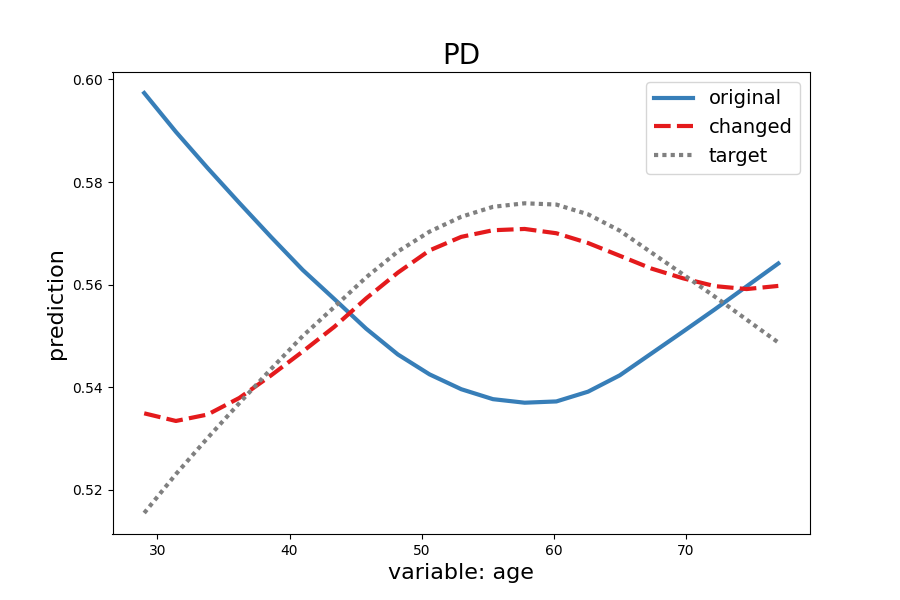 PD
0.60
0.58
0.56
0.54
0.52
prediction
original
changed
target
30 40 50 60 70
variable: age